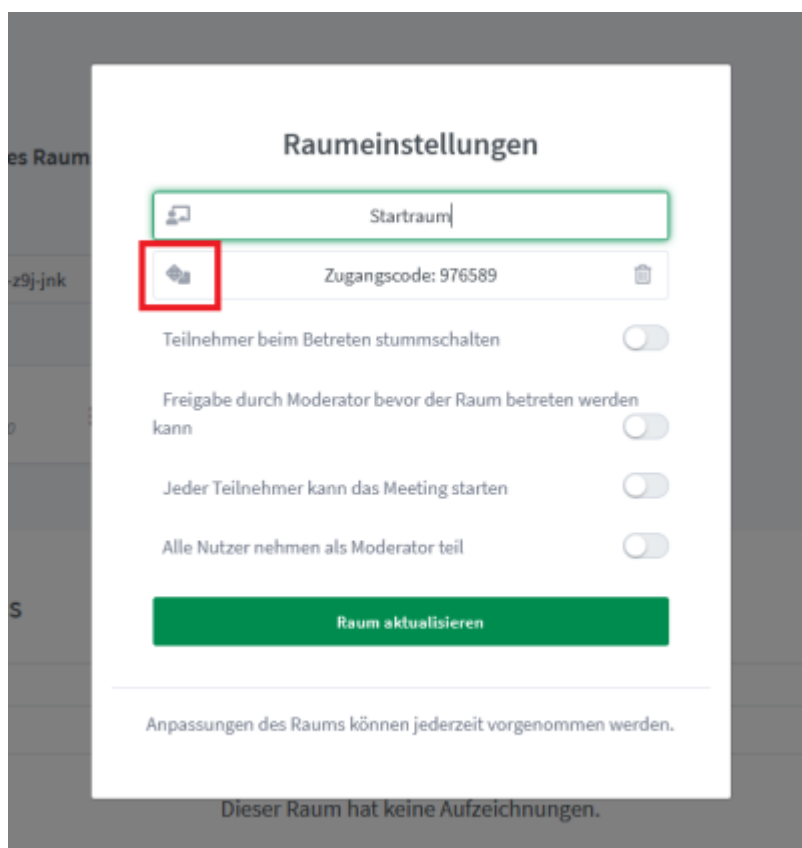 Raumeinstellungen
es Raum
Startraum
-z9j-jnk
Zugangscode: 976589
Teilnehmer beim Betreten stummschalten
Freigabe durch Moderator bevor der Raum betreten werden
kann
Jeder Teilnehmer kann das Meeting starten
Alle Nutzer nehmen als Moderator teil
s
Raum aktualisieren
Anpassungen des Raums können jederzeit vorgenommen werden.
Dieser Raum hat keine Aufzeichnungen.